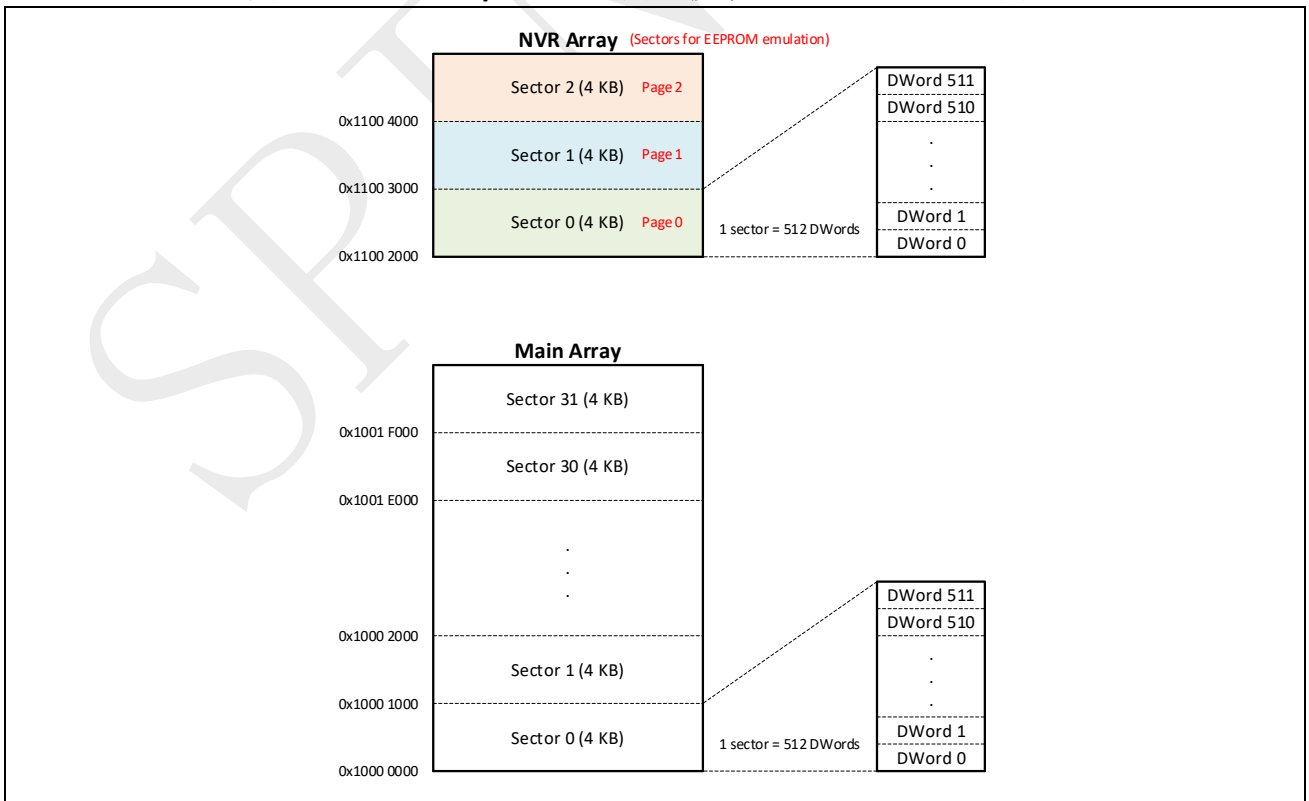 NVR Array (Sectors for EEPROM emulation)
Sector 2 (4 KB) Page 2
0x1100 4000
Sector 1 (4 KB) Page 1
0x1100 3000
Sector 0 (4 KB) Page 0
0x1100 2000
DWord 511
DWord 510
.
.
.
DWord 1
DWord 0
1 sector = 512 DWords
Main Array
Sector 31 (4 KB)
0x1001 F000
Sector 30 (4 KB)
0x1001 E000
.
.
.
0x1000 2000
Sector 1 (4 KB)
0x1000 1000
Sector 0 (4 KB)
0x1000 0000
DWord 511
DWord 510
.
.
.
DWord 1
DWord 0
1 sector = 512 DWords